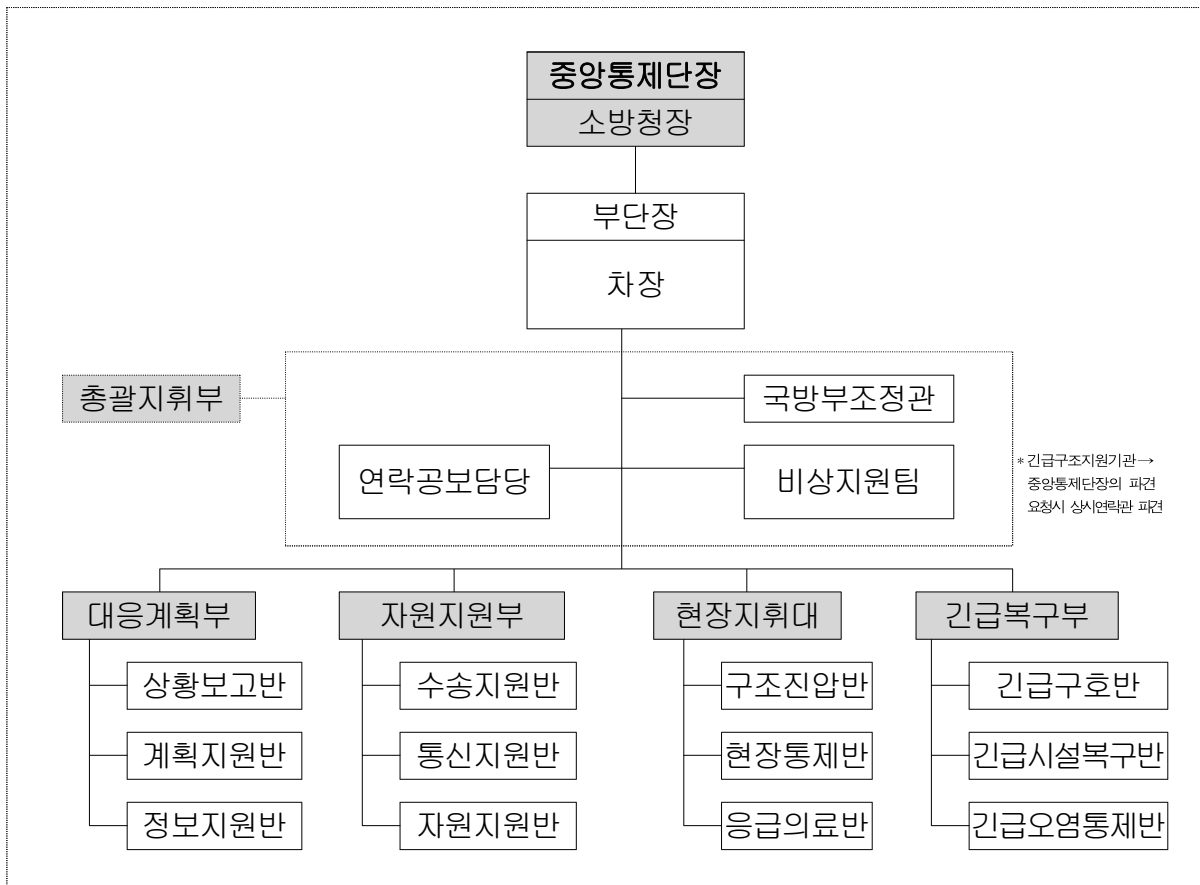 중앙통제단장
소방청장
부단장
차장
총괄지휘부
국방부조정관
연락공보담당
비상지원팀
* 긴급구조지원기관→
중앙통제단장의 파견
요청시 상시연락관 파견
대응계획부
자원지원부
현장지휘대
긴급복구부
상황보고반
수송지원반
구조진압반
긴급구호반
계획지원반
통신지원반
현장통제반
긴급시설복구반
정보지원반
자원지원반
응급의료반
긴급오염통제반